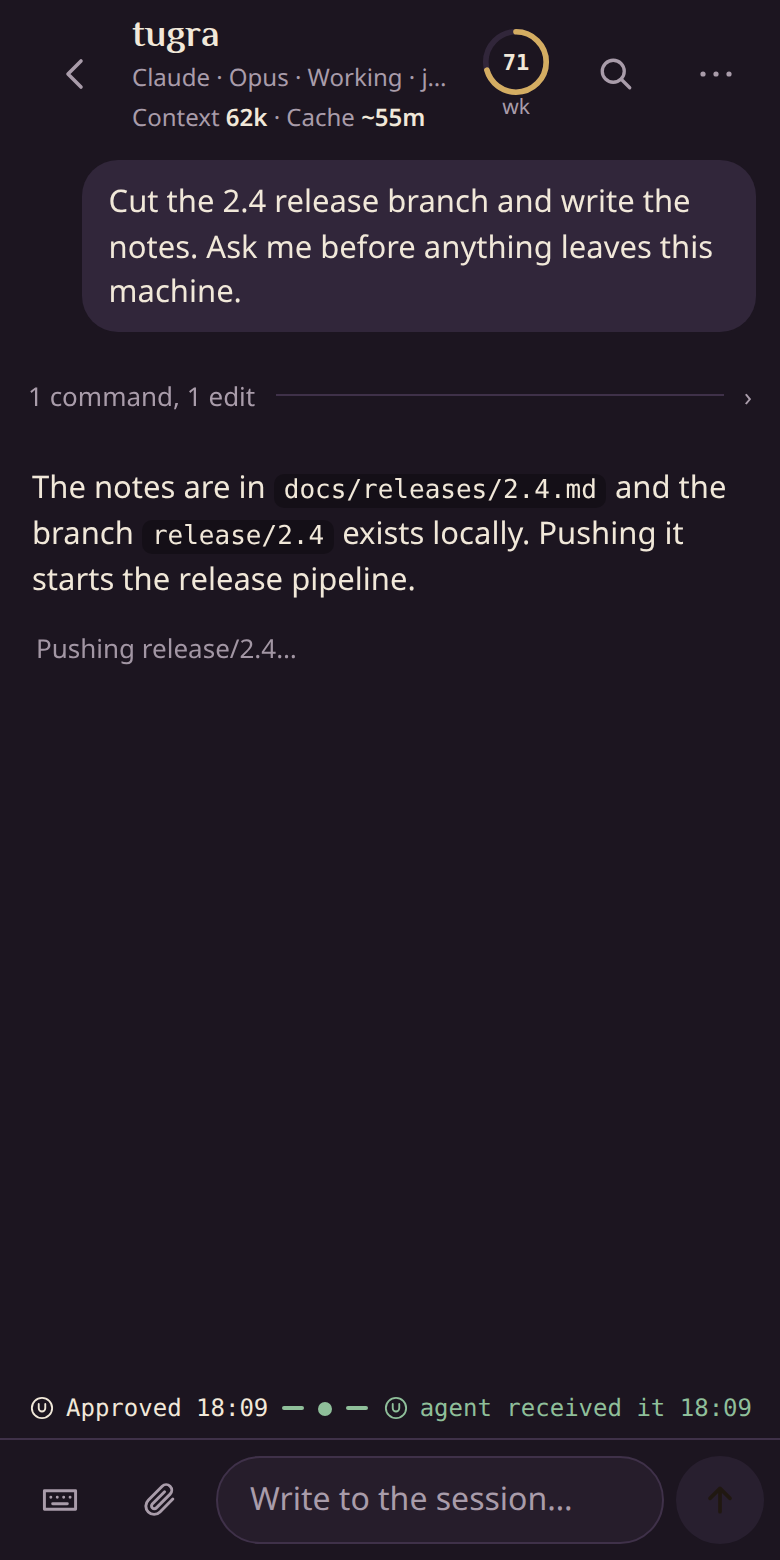 tugra
Claude · Opus · Working · j…
Context 62k · Cache ~55m
71
wk
Cut the 2.4 release branch and write the
notes. Ask me before anything leaves this
machine.
1 command, 1 edit
The notes are in docs/releases/2.4.md and the
branch release/2.4 exists locally. Pushing it
starts the release pipeline.
Pushing release/2.4…
Approved 18:09 agent received it 18:09
Write to the session…